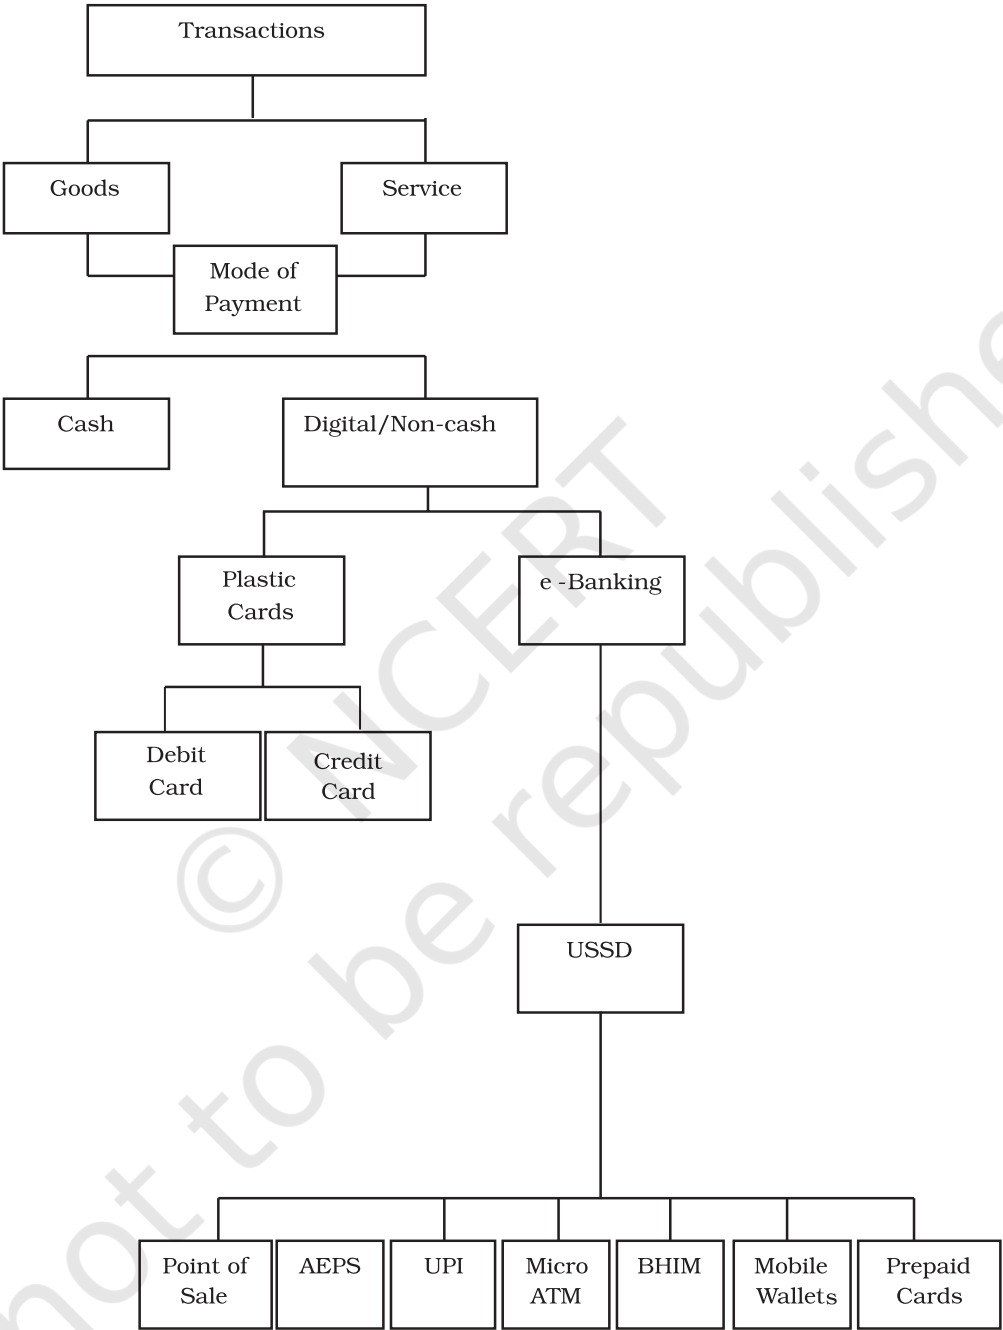 Transactions
Goods
Service
Mode of
Payment
Cash
Digital/Non-cash
Plastic
Cards
e -Banking
Debit
Card
Credit
Card
USSD
Point of
Sale
AEPS
UPI
Micro
ATM
BHIM
Mobile
Wallets
Prepaid
Cards
© NCERT
not to be republishe